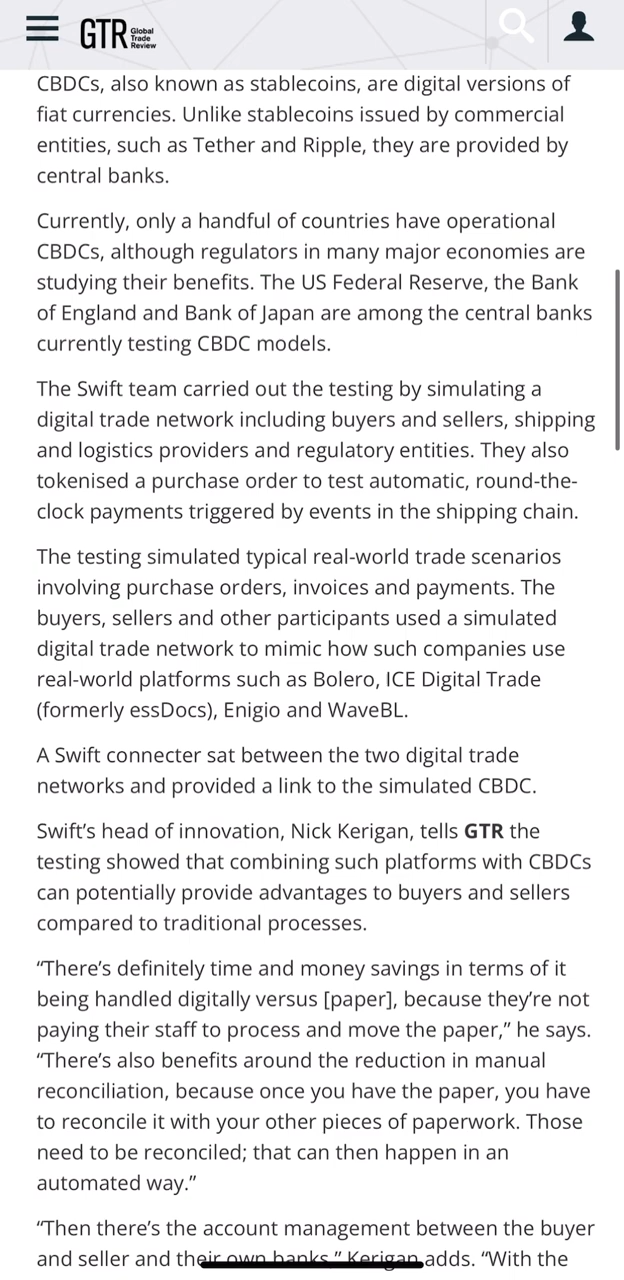 GTR Global
Trade
Review
CBDCs, also known as stablecoins, are digital versions of
fiat currencies. Unlike stablecoins issued by commercial
entities, such as Tether and Ripple, they are provided by
central banks.
Currently, only a handful of countries have operational
CBDCs, although regulators in many major economies are
studying their benefits. The US Federal Reserve, the Bank
of England and Bank of Japan are among the central banks
currently testing CBDC models.
The Swift team carried out the testing by simulating a
digital trade network including buyers and sellers, shipping
and logistics providers and regulatory entities. They also
tokenised a purchase order to test automatic, round-the-
clock payments triggered by events in the shipping chain.
The testing simulated typical real-world trade scenarios
involving purchase orders, invoices and payments. The
buyers, sellers and other participants used a simulated
digital trade network to mimic how such companies use
real-world platforms such as Bolero, ICE Digital Trade
(formerly essDocs), Enigio and WaveBL.
A Swift connecter sat between the two digital trade
networks and provided a link to the simulated CBDC.
Swift’s head of innovation, Nick Kerigan, tells GTR the
testing showed that combining such platforms with CBDCs
can potentially provide advantages to buyers and sellers
compared to traditional processes.
“There’s definitely time and money savings in terms of it
being handled digitally versus [paper], because they’re not
paying their staff to process and move the paper,” he says.
“There’s also benefits around the reduction in manual
reconciliation, because once you have the paper, you have
to reconcile it with your other pieces of paperwork. Those
need to be reconciled; that can then happen in an
automated way.”
“Then there’s the account management between the buyer
and seller and their own banks,” Kerigan adds. “With the